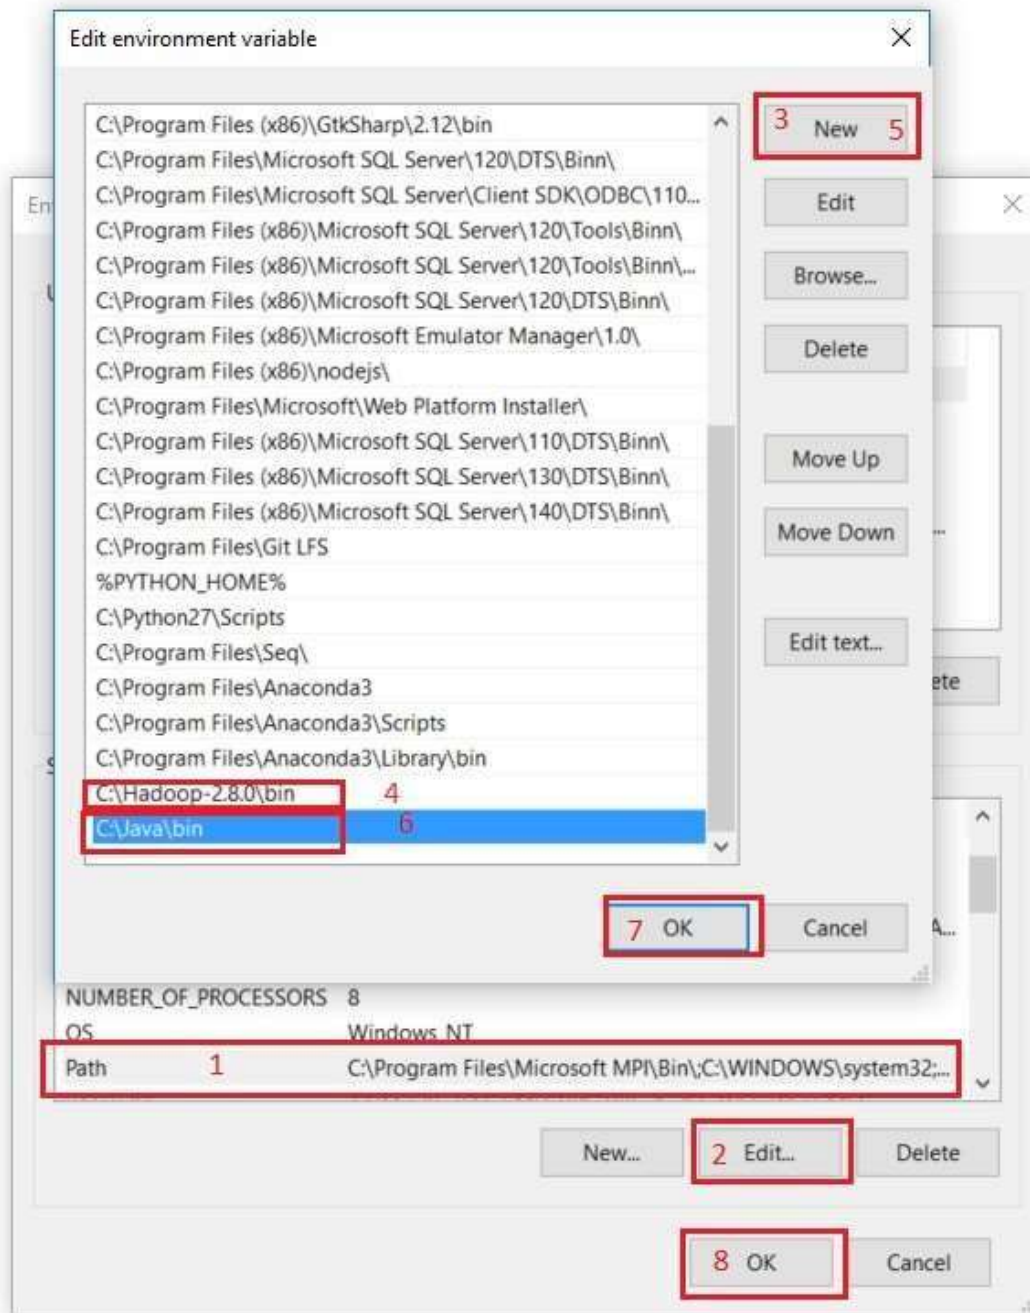 Edit environment variable
C:\Program Files (x86)\GtkSharp\2.12\bin
3 New 5
C:\Program Files\Microsoft SQL Server\120\DTS\Binn\
C:\Program Files\Microsoft SQL Server\Client SDK\ODBC\110...
Edit
C:\Program Files (x86)\Microsoft SQL Server\120\Tools\Binn\
C:\Program Files (x86)\Microsoft SQL Server\120\Tools\Binn\...
Browse...
C:\Program Files (x86)\Microsoft SQL Server\120\DTS\Binn\
C:\Program Files (x86)\Microsoft Emulator Manager\1.0\
Delete
C:\Program Files (x86)\nodejs\
C:\Program Files\Microsoft\Web Platform Installer\
C:\Program Files (x86)\Microsoft SQL Server\110\DTS\Binn\
Move Up
C:\Program Files (x86)\Microsoft SQL Server\130\DTS\Binn\
C:\Program Files (x86)\Microsoft SQL Server\140\DTS\Binn\
Move Down
...
C:\Program Files\Git LFS
%PYTHON_HOME%
C:\Python27\Scripts
Edit text...
C:\Program Files\Seq\
C:\Program Files\Anaconda3
ete
C:\Program Files\Anaconda3\Scripts
C:\Program Files\Anaconda3\Library\bin
C:\Hadoop-2.8.0\bin 4
C:\Java\bin 6
7 OK
Cancel
A...
NUMBER_OF_PROCESSORS 8
OS Windows_NT
Path 1 C:\Program Files\Microsoft MPI\Bin\;C:\WINDOWS\system32;...
New...
2 Edit...
Delete
8 OK
Cancel